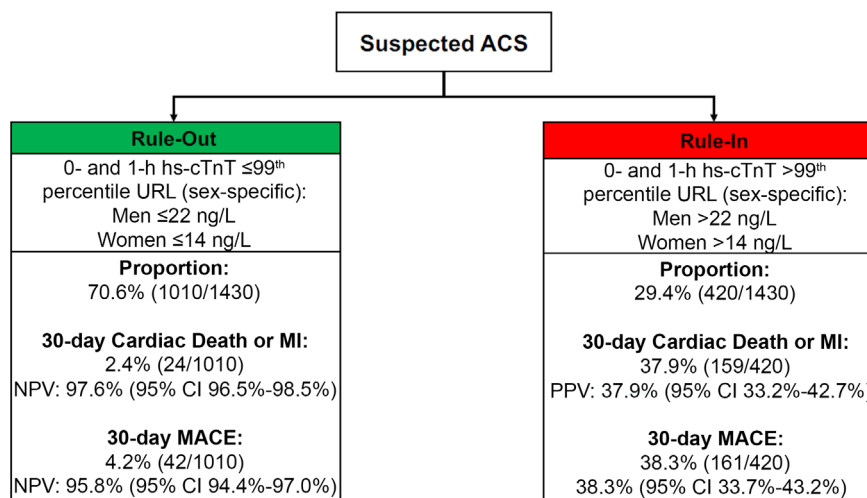 Suspected ACS
Rule-Out
0- and 1-h hs-cTnT ≤99th
percentile URL (sex-specific):
Men ≤22 ng/L
Women ≤14 ng/L
Proportion:
70.6% (1010/1430)
30-day Cardiac Death or MI:
2.4% (24/1010)
NPV: 97.6% (95% CI 96.5%-98.5%)
30-day MACE:
4.2% (42/1010)
NPV: 95.8% (95% CI 94.4%-97.0%)
Rule-In
0- and 1-h hs-cTnT >99th
percentile URL (sex-specific):
Men >22 ng/L
Women >14 ng/L
Proportion:
29.4% (420/1430)
30-day Cardiac Death or MI:
37.9% (159/420)
PPV: 37.9% (95% CI 33.2%-42.7%)
30-day MACE:
38.3% (161/420)
38.3% (95% CI 33.7%-43.2%)